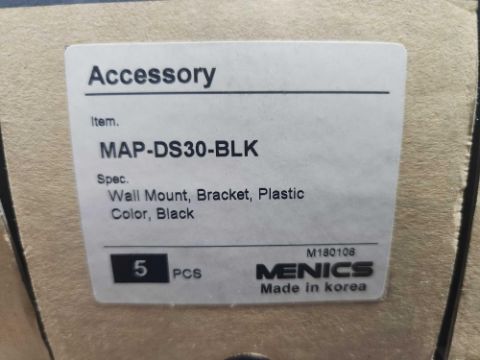 Accessory
Item.
MAP-DS30-BLK
Spec.
Wall Mount, Bracket, Plastic
Color, Black
M180108
5 PCS MENICS
Made in korea